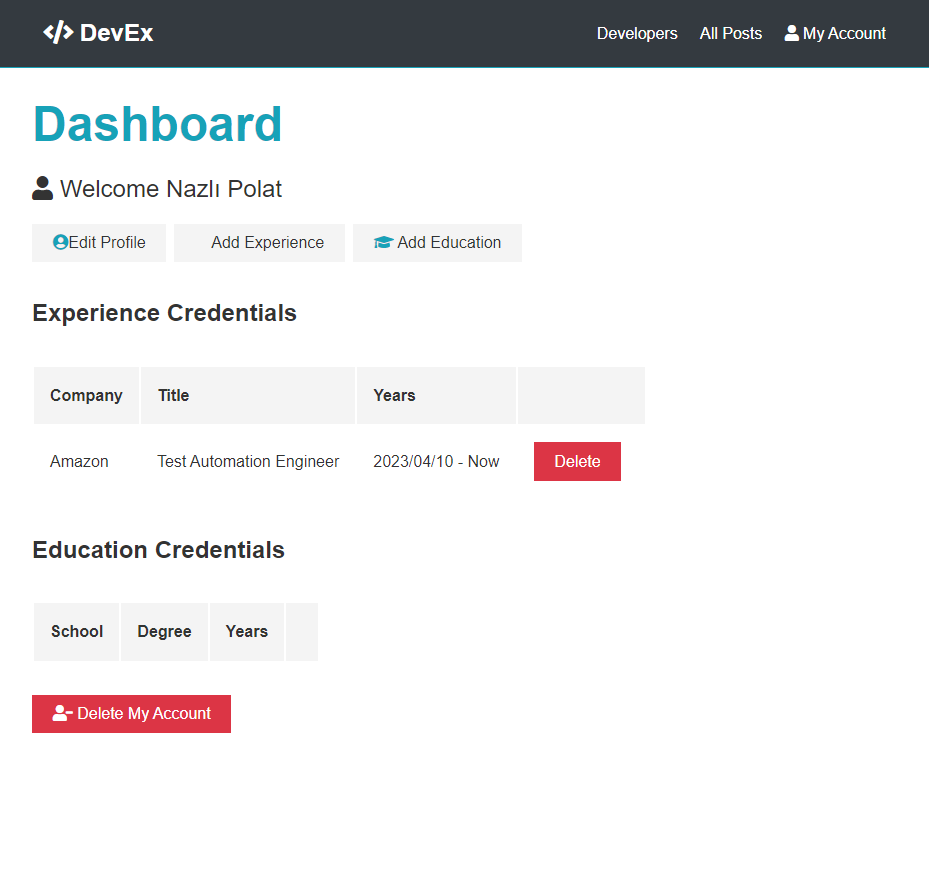 DevEx
Developers All Posts My Account
Dashboard
Welcome Nazlı Polat
Edit Profile Add Experience Add Education
Experience Credentials
Company Title Years
Amazon Test Automation Engineer 2023/04/10 - Now Delete
Education Credentials
School Degree Years
Delete My Account